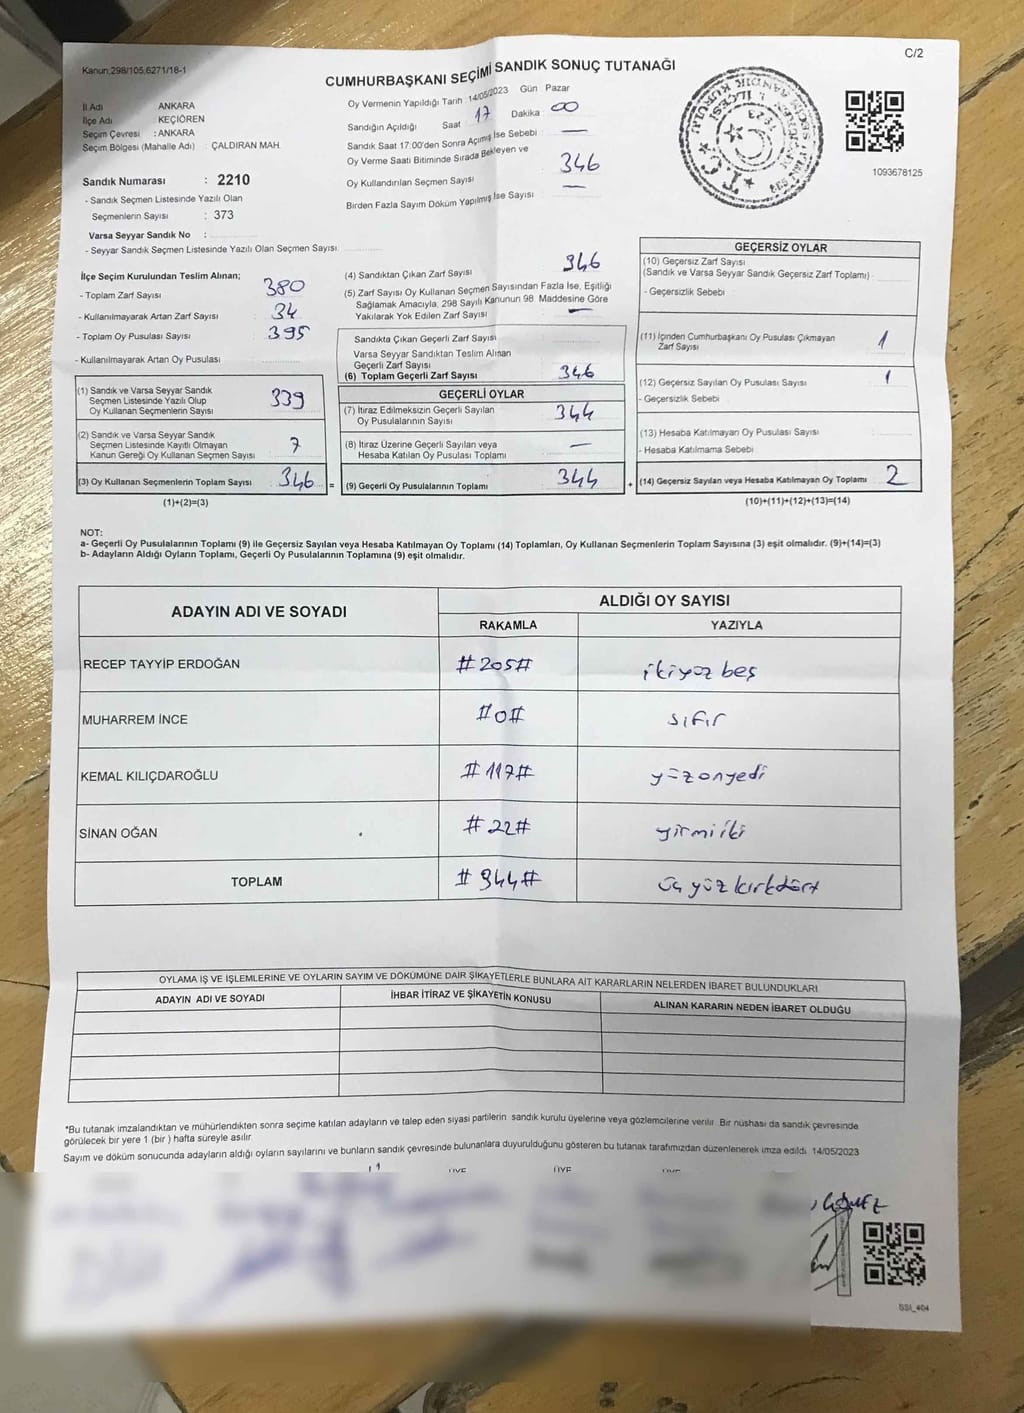 C/2
Kanun:298/105;6271/18-1
CUMHURBAŞKANI SEÇİMİ SANDIK SONUÇ TUTANAĞI
İl Adı ANKARA
İlçe Adı : KEÇİÖREN
Seçim Çevresi : ANKARA
Seçim Bölgesi (Mahalle Adı) : ÇALDIRAN MAH.
Sandık Numarası : 2210
- Sandık Seçmen Listesinde Yazılı Olan
Seçmenlerin Sayısı : 373
Varsa Seyyar Sandık No :
- Seyyar Sandık Seçmen Listesinde Yazılı Olan Seçmen Sayısı
Oy Vermenin Yapıldığı Tarih : 14/05/2023 Gün Pazar
Sandığın Açıldığı Saat 17 Dakika 00
Sandık Saat 17:00'den Sonra Açımış İse Sebebi : —
Oy Verme Saati Bitiminde Sırada Bekleyen ve
Oy Kullandırılan Seçmen Sayısı 346
Birden Fazla Sayım Döküm Yapılmış İse Sayısı —
1093678125
İlçe Seçim Kurulundan Teslim Alınan;
- Toplam Zarf Sayısı 380
- Kullanılmayarak Artan Zarf Sayısı 34
- Toplam Oy Pusulası Sayısı 395
- Kullanılmayarak Artan Oy Pusulası
(1) Sandık ve Varsa Seyyar Sandık
Seçmen Listesinde Yazılı Olup
Oy Kullanan Seçmenlerin Sayısı 339
(2) Sandık ve Varsa Seyyar Sandık
Seçmen Listesinde Kayıtlı Olmayan
Kanun Gereği Oy Kullanan Seçmen Sayısı 7
(3) Oy Kullanan Seçmenlerin Toplam Sayısı 346
(1)+(2)=(3)
(4) Sandıktan Çıkan Zarf Sayısı 346
(5) Zarf Sayısı Oy Kullanan Seçmen Sayısından Fazla İse, Eşitliği
Sağlamak Amacıyla, 298 Sayılı Kanunun 98 Maddesine Göre
Yakılarak Yok Edilen Zarf Sayısı —
Sandıkta Çıkan Geçerli Zarf Sayısı
Varsa Seyyar Sandıktan Teslim Alınan
Geçerli Zarf Sayısı
(6) Toplam Geçerli Zarf Sayısı 346
GEÇERLİ OYLAR
(7) İtiraz Edilmeksizin Geçerli Sayılan
Oy Pusulalarının Sayısı 344
(8) İtiraz Üzerine Geçerli Sayılan veya
Hesaba Katılan Oy Pusulası Toplamı —
= (9) Geçerli Oy Pusulalarının Toplamı 344
GEÇERSİZ OYLAR
(10) Geçersiz Zarf Sayısı
(Sandık ve Varsa Seyyar Sandık Geçersiz Zarf Toplamı)
- Geçersizlik Sebebi
(11) İçinden Cumhurbaşkanı Oy Pusulası Çıkmayan
Zarf Sayısı 1
(12) Geçersiz Sayılan Oy Pusulası Sayısı 1
- Geçersizlik Sebebi
(13) Hesaba Katılmayan Oy Pusulası Sayısı
- Hesaba Katılmama Sebebi
+ (14) Geçersiz Sayılan veya Hesaba Katılmayan Oy Toplamı 2
(10)+(11)+(12)+(13)=(14)
NOT:
a- Geçerli Oy Pusulalarının Toplamı (9) ile Geçersiz Sayılan veya Hesaba Katılmayan Oy Toplamı (14) Toplamları, Oy Kullanan Seçmenlerin Toplam Sayısına (3) eşit olmalıdır. (9)+(14)=(3)
b- Adayların Aldığı Oyların Toplamı, Geçerli Oy Pusulalarının Toplamına (9) eşit olmalıdır.
ADAYIN ADI VE SOYADI ALDIĞI OY SAYISI
RAKAMLA YAZIYLA
RECEP TAYYİP ERDOĞAN #205# ikiyüz beş
MUHARREM İNCE #0# sıfır
KEMAL KILIÇDAROĞLU #117# yüzonyedi
SİNAN OĞAN #22# yirmiiki
TOPLAM #344# üç yüz kırkdört
OYLAMA İŞ VE İŞLEMLERİNE VE OYLARIN SAYIM VE DÖKÜMÜNE DAİR ŞİKAYETLERLE BUNLARA AİT KARARLARIN NELERDEN İBARET BULUNDUKLARI
ADAYIN ADI VE SOYADI İHBAR İTİRAZ VE ŞİKAYETİN KONUSU ALINAN KARARIN NEDEN İBARET OLDUĞU
*Bu tutanak imzalandıktan ve mühürlendikten sonra seçime katılan adayların ve talep eden siyasi partilerin sandık kurulu üyelerine veya gözlemcilerine verilir. Bir nüshası da sandık çevresinde
görülecek bir yere 1 (bir ) hafta süreyle asılır.
Sayım ve döküm sonucunda adayların aldığı oyların sayılarını ve bunların sandık çevresinde bulunanlara duyurulduğunu gösteren bu tutanak tarafımızdan düzenlenerek imza edildi. 14/05/2023